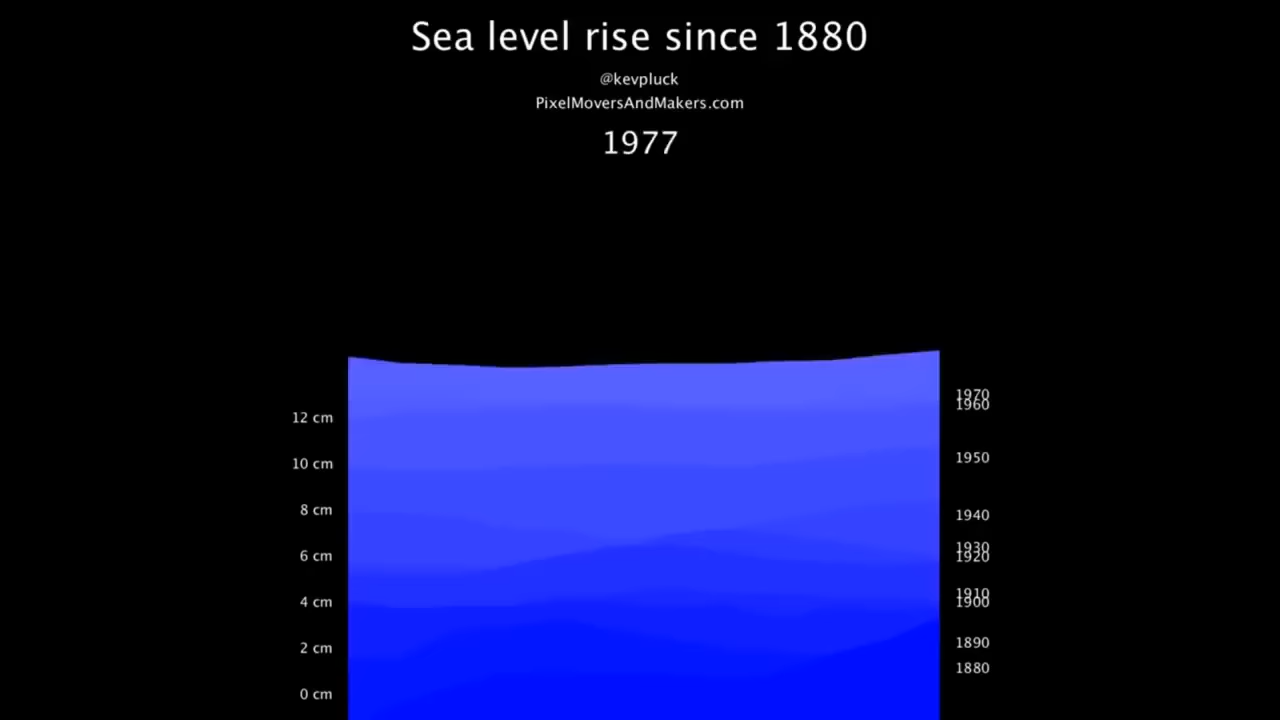 Sea level rise since 1880
@kevpluck
PixelMoversAndMakers.com
1977
12 cm
10 cm
8 cm
6 cm
4 cm
2 cm
0 cm
1970
1960
1950
1940
1930
1920
1910
1900
1890
1880